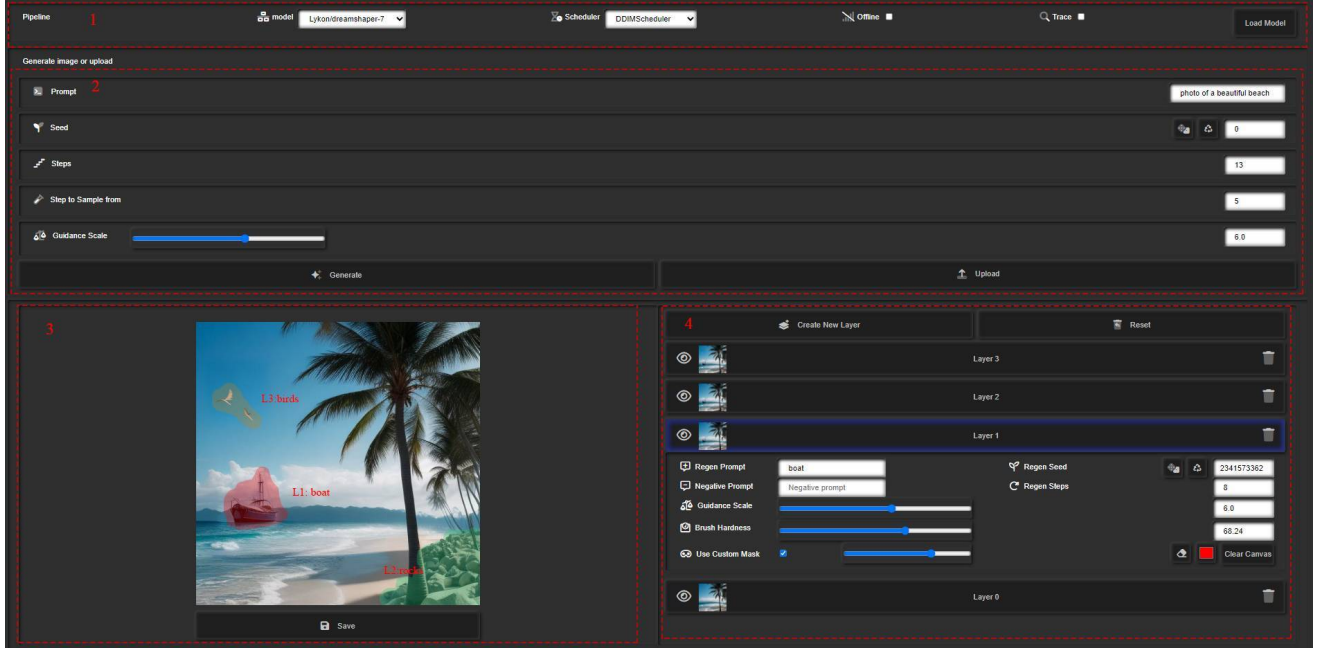 Pipeline 1 model Lykon/dreamshaper-7 Scheduler DDIMScheduler Offline Trace Load Model
Generate image or upload
Prompt 2 photo of a beautiful beach
Seed 0
Steps 13
Step to Sample from 5
Guidance Scale 6.0
Generate Upload
3
L3:birds
L1: boat
L2:rocks
Save
4 Create New Layer Reset
Layer 3
Layer 2
Layer 1
Regen Prompt boat Regen Seed 2341573362
Negative Prompt Negative prompt Regen Steps 8
Guidance Scale 6.0
Brush Hardness 68.24
Use Custom Mask Clear Canvas
Layer 0